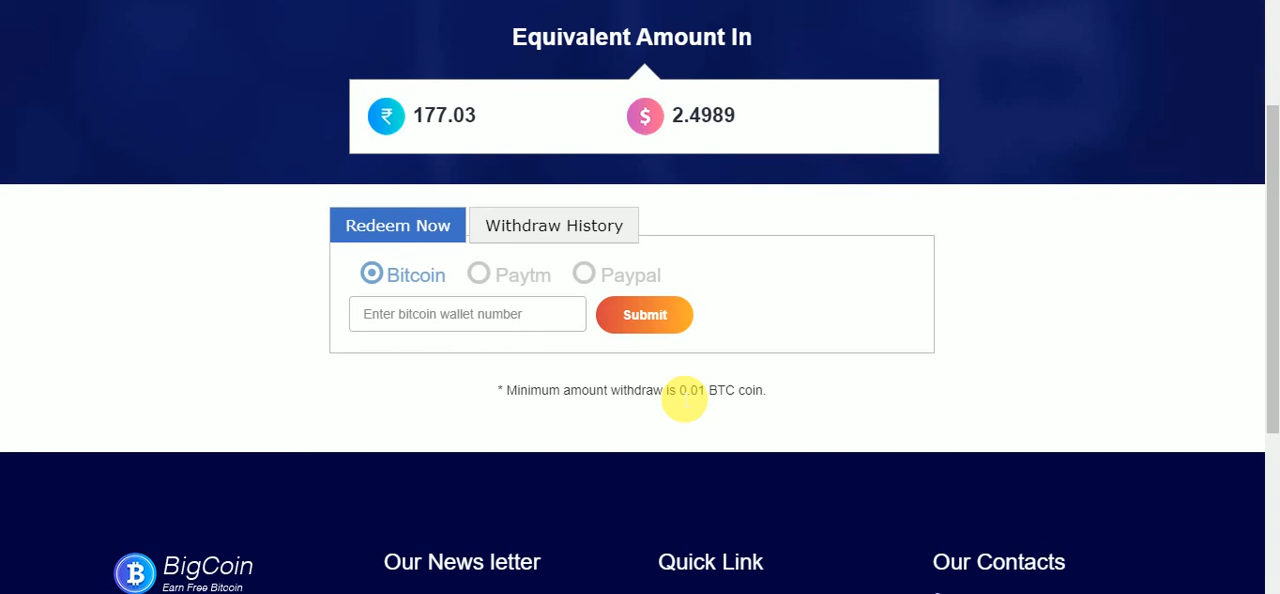 Equivalent Amount In
₹ 177.03
$ 2.4989
Redeem Now
Withdraw History
Bitcoin
Paytm
Paypal
Enter bitcoin wallet number
Submit
* Minimum amount withdraw is 0.01 BTC coin.
BigCoin
Earn Free Bitcoin
Our News letter
Quick Link
Our Contacts